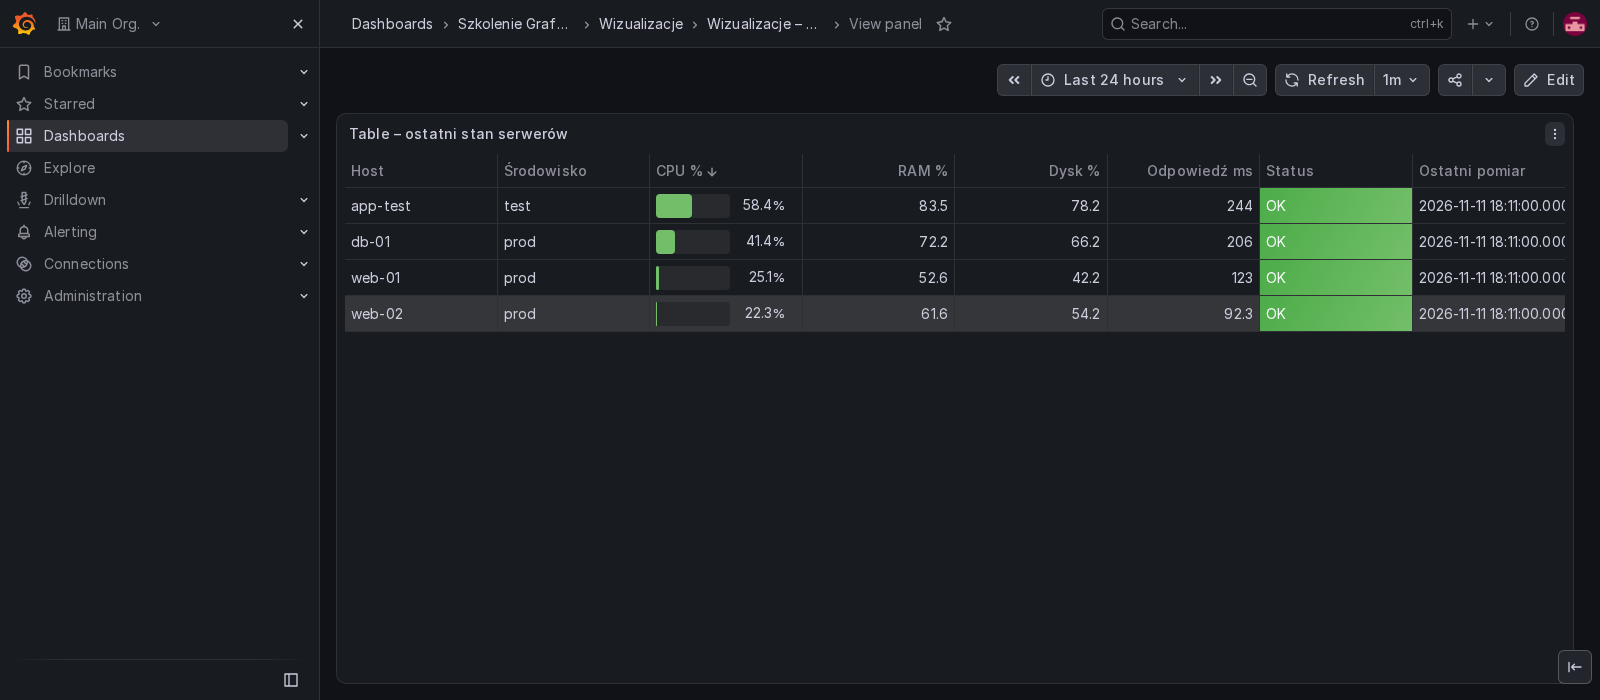 Main Org.
Dashboards
Szkolenie Graf...
Wizualizacje
Wizualizacje – ...
View panel
Search...
ctrl+k
Bookmarks
Starred
Dashboards
Explore
Drilldown
Alerting
Connections
Administration
Last 24 hours
Refresh
1m
Edit
Table – ostatni stan serwerów
Host Środowisko CPU % RAM % Dysk % Odpowiedź ms Status Ostatni pomiar
app-test test 58.4% 83.5 78.2 244 OK 2026-11-11 18:11:00.000
db-01 prod 41.4% 72.2 66.2 206 OK 2026-11-11 18:11:00.000
web-01 prod 25.1% 52.6 42.2 123 OK 2026-11-11 18:11:00.000
web-02 prod 22.3% 61.6 54.2 92.3 OK 2026-11-11 18:11:00.000